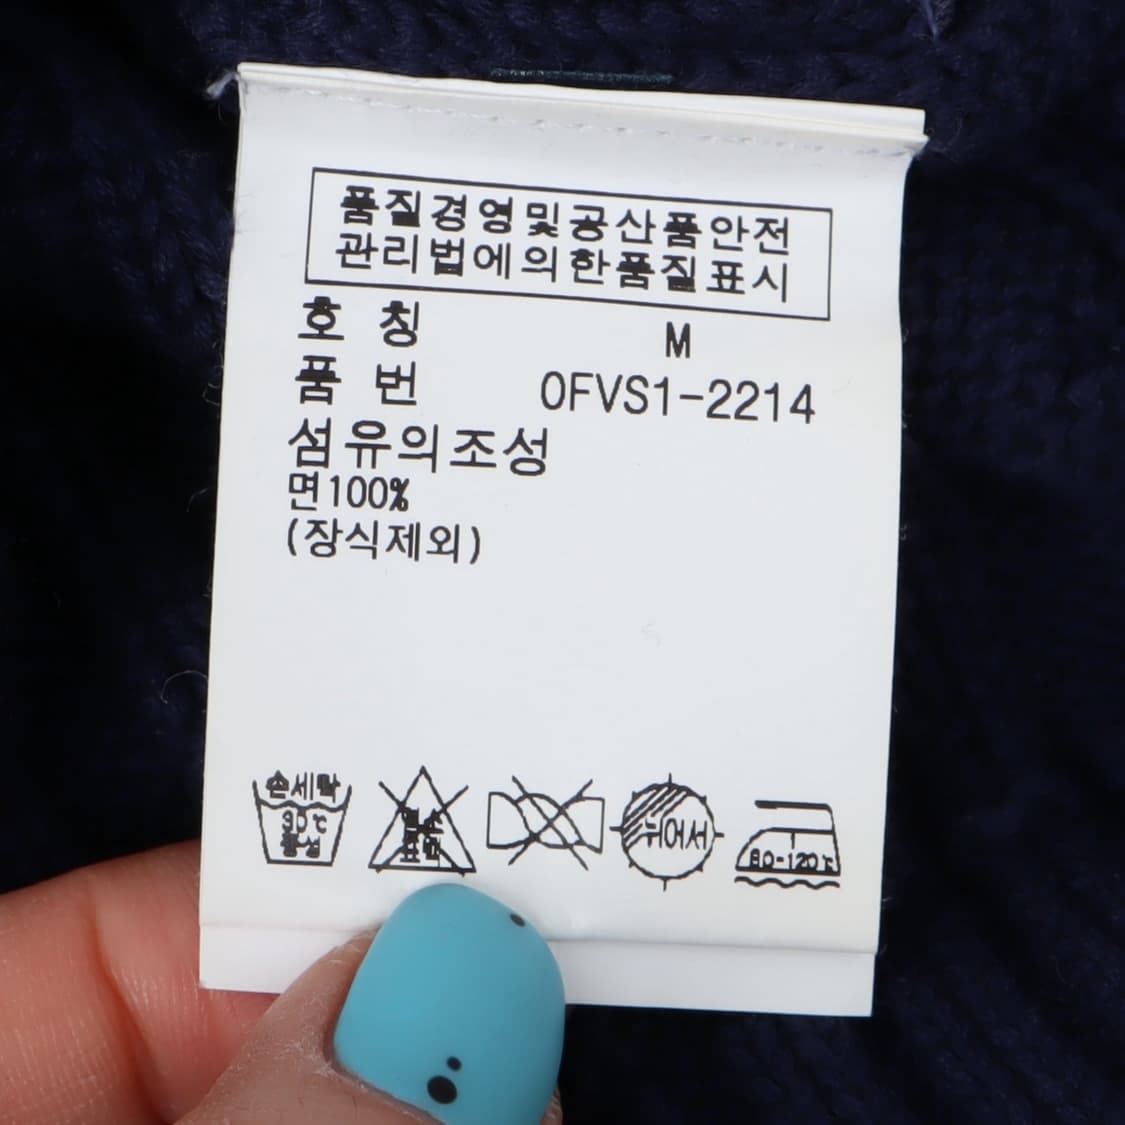 품질경영및공산품안전
관리법에의한품질표시
호 칭 M
품 번 0FVS1-2214
섬유의조성
면100%
(장식제외)
손세탁
30℃
중성
염소
표백
뉘어서
80-120℃